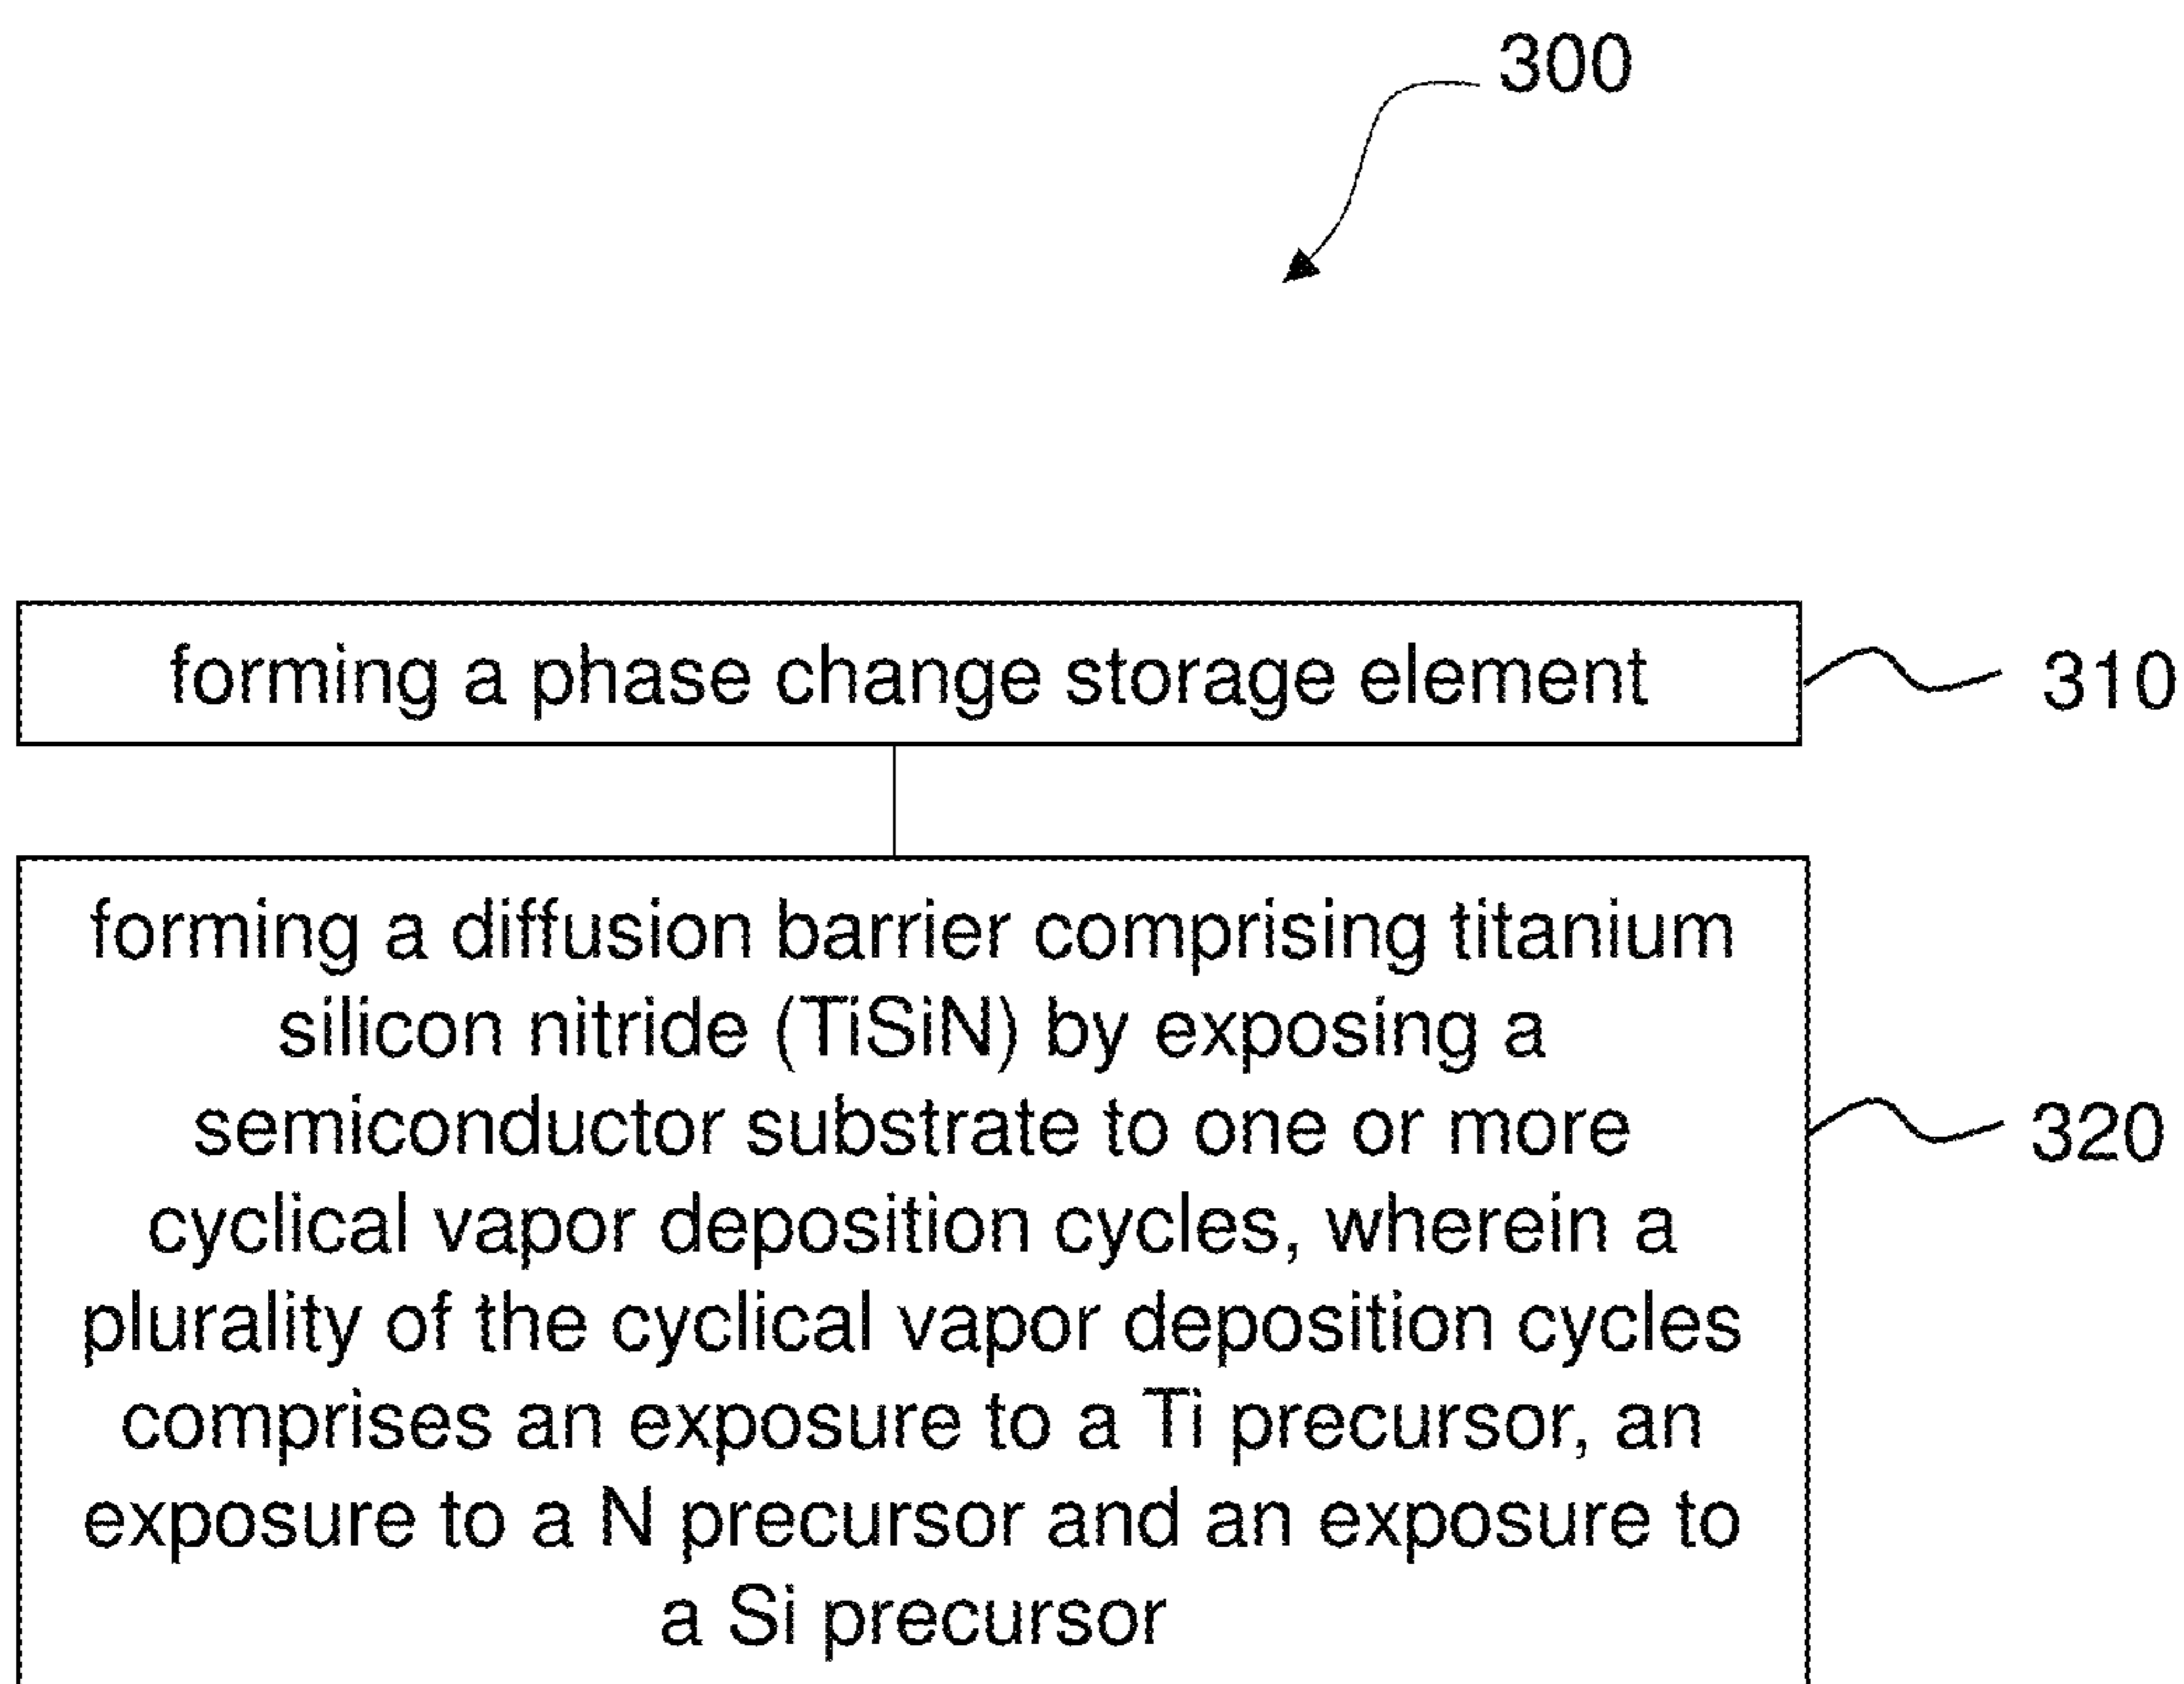 300
forming a phase change storage element
310
forming a diffusion barrier comprising titanium
silicon nitride (TiSiN) by exposing a
semiconductor substrate to one or more
320
cyclical vapor deposition cycles, wherein a
plurality of the cyclical vapor deposition cycles
comprises an exposure to a Ti precursor, an
exposure to a N precursor and an exposure to
a Si precursor